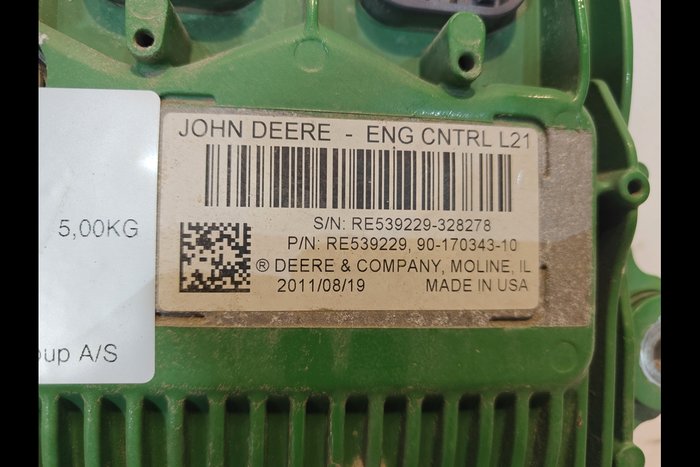 JOHN DEERE - ENG CNTRL L21
S/N: RE539229-328278
P/N: RE539229, 90-170343-10
® DEERE & COMPANY, MOLINE, IL
2011/08/19 MADE IN USA
5,00KG
A/S